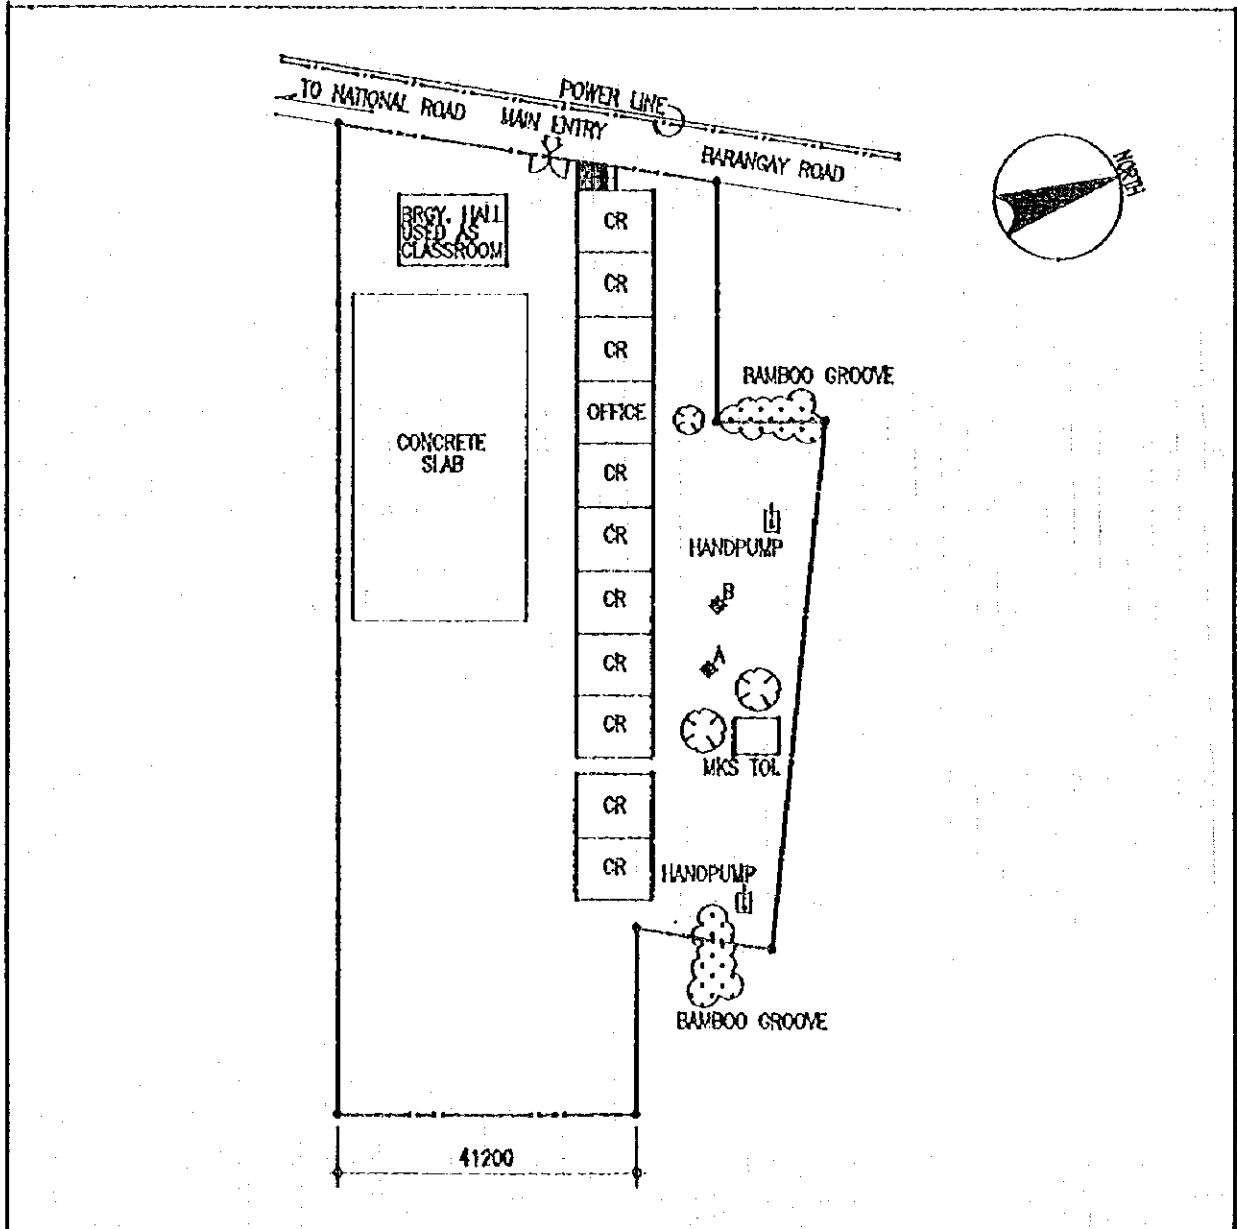 POWER LINE
TO NATIONAL ROAD
MAIN ENTRY
BARANGAY ROAD
NORTH
BRGY. HALL
USED AS
CLASSROOM
CR
CR
CR
BAMBOO GROOVE
OFFICE
CONCRETE
SLAB
CR
CR
HANDPUMP
CR
B
CR
A
CR
MKS TOL
CR
CR
HANDPUMP
BAMBOO GROOVE
41200